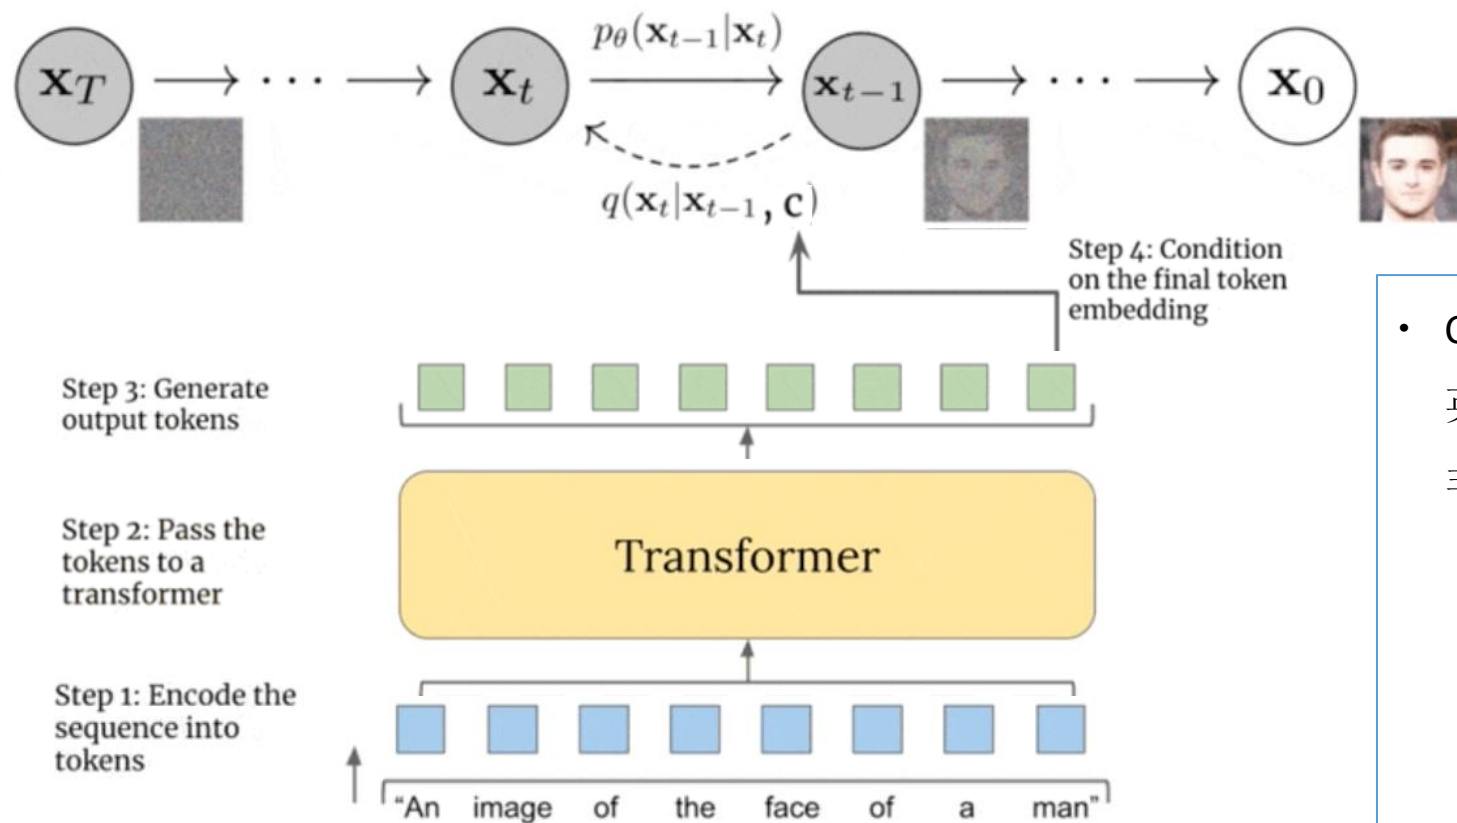 x_T → ··· → x_t p_θ(x_{t−1}|x_t) → x_{t−1} → ··· → x_0
q(x_t|x_{t−1}, c)
Step 4: Condition
on the final token
embedding
•
Step 3: Generate
output tokens
Step 2: Pass the
tokens to a
transformer
Transformer
Step 1: Encode the
sequence into
tokens
“An image of the face of a man”